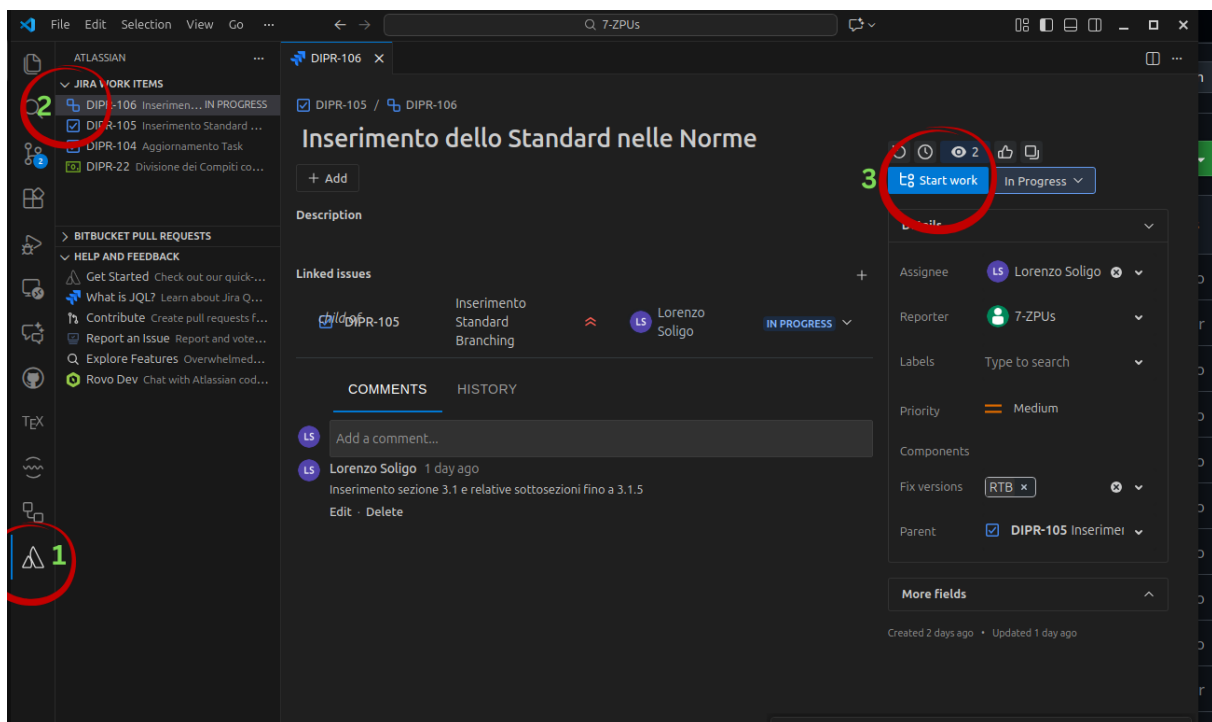 File Edit Selection View Go ···
7-ZPUs
ATLASSIAN ···
JIRA WORK ITEMS
DIPR-106 Inserimen... IN PROGRESS
DIPR-105 Inserimento Standard ...
DIPR-104 Aggiornamento Task
DIPR-22 Divisione dei Compiti co...
BITBUCKET PULL REQUESTS
HELP AND FEEDBACK
Get Started Check out our quick-...
What is JQL? Learn about Jira Q...
Contribute Create pull requests f...
Report an Issue Report and vote...
Explore Features Overwhelmed...
Rovo Dev Chat with Atlassian cod...
2
2
TEX
1
DIPR-106
DIPR-105 / DIPR-106
Inserimento dello Standard nelle Norme
+ Add
Description
Linked issues
child of
DIPR-105
Inserimento Standard Branching
LS
Lorenzo Soligo
IN PROGRESS
COMMENTS HISTORY
LS
Add a comment...
LS
Lorenzo Soligo 1 day ago
Inserimento sezione 3.1 e relative sottosezioni fino a 3.1.5
Edit · Delete
2
3
Start work
In Progress
Details
Assignee LS Lorenzo Soligo
Reporter 7-ZPUs
Labels Type to search
Priority Medium
Components
Fix versions RTB ×
Parent DIPR-105 Inserimei
More fields
Created 2 days ago • Updated 1 day ago